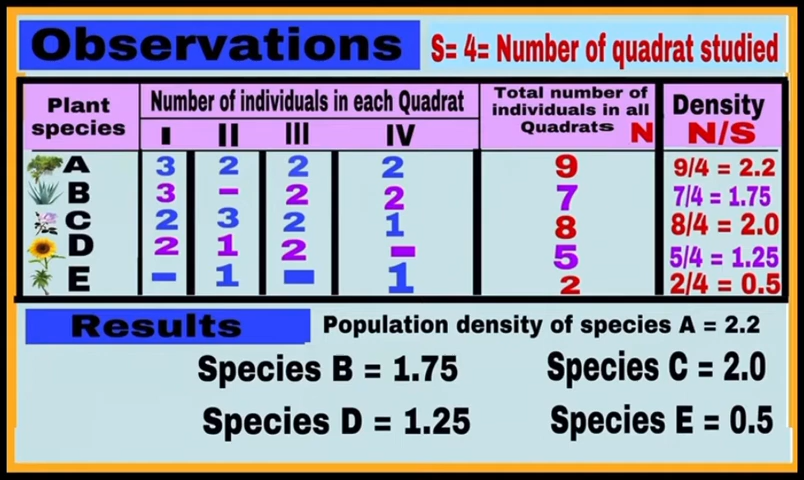 Observations S= 4= Number of quadrat studied
Plant species Number of individuals in each Quadrat Total number of individuals in all Quadrats N Density N/S
I II III IV
A 3 2 2 2 9 9/4 = 2.2
B 3 – 2 2 7 7/4 = 1.75
C 2 3 2 1 8 8/4 = 2.0
D 2 1 2 – 5 5/4 = 1.25
E – 1 – 1 2 2/4 = 0.5
Results Population density of species A = 2.2
Species B = 1.75 Species C = 2.0
Species D = 1.25 Species E = 0.5